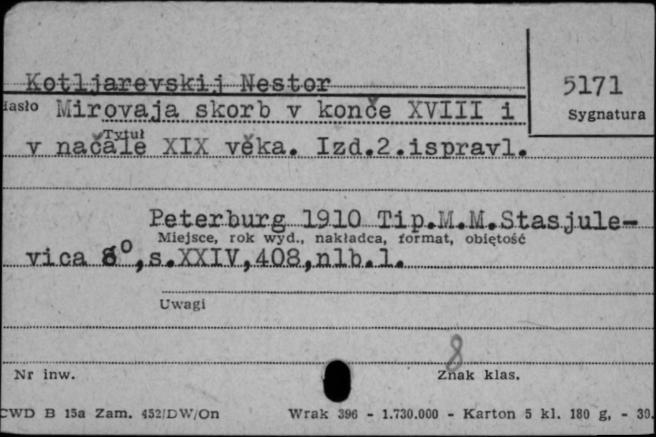 Kotljarevskij Nestor
5171
iasło Mirovaja skorb v konče XVIII i
Sygnatura
Tytuł
v načale XIX věka. Izd.2.ispravl.
Peterburg 1910 Tip.M.M.Stasjule-
Miejsce, rok wyd., nakładca, format, objętość
vica 8°,s.XXIV,408,nlb.1.
Uwagi
8
Nr inw.
Znak klas.
CWD B 15a Zam. 452/DW/On Wrak 396 - 1.730.000 - Karton 5 kl. 180 g, - 30.